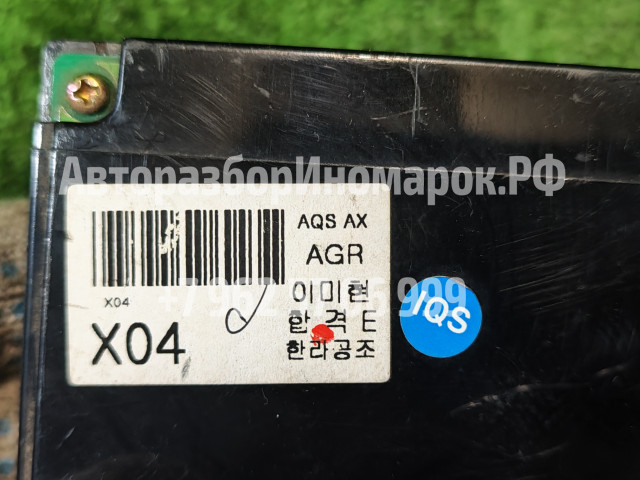 АвторазборИномарок.РФ
AQS AX
AGR
X04
이미현
X04
합격 E
한라공조
IQS